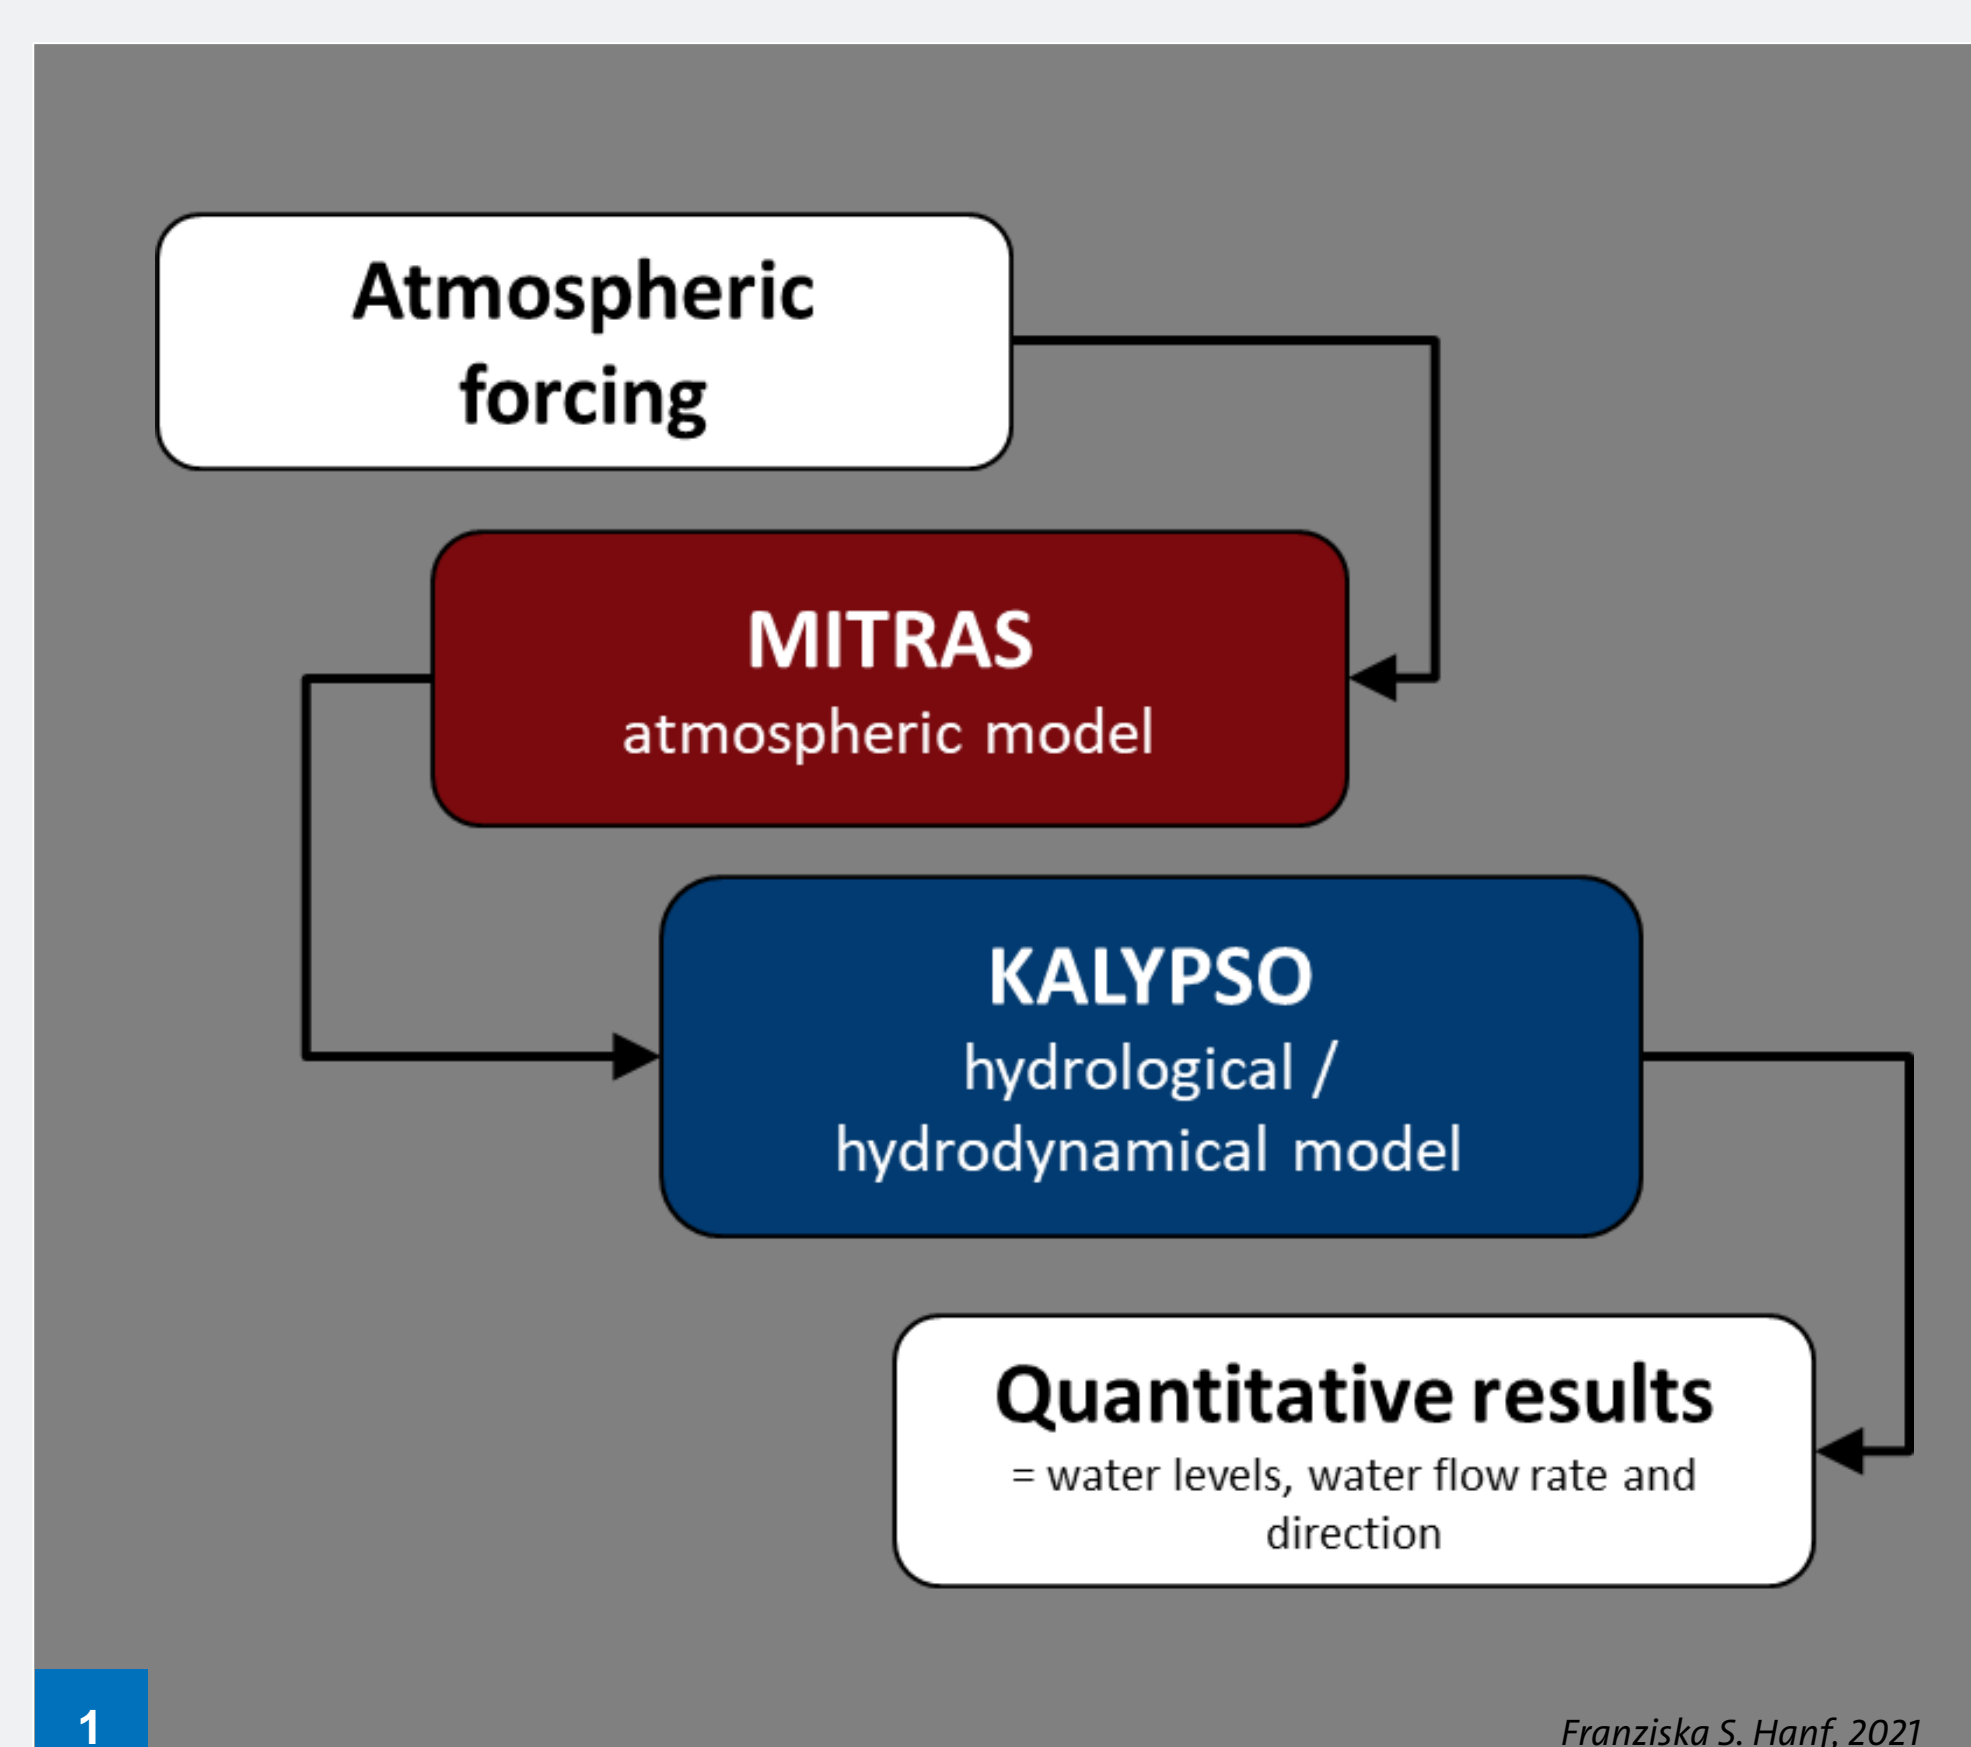 Atmospheric
forcing
MITRAS
atmospheric model
KALYPSO
hydrological /
hydrodynamical model
Quantitative results
= water levels, water flow rate and
direction
1
Franziska S. Hanf, 2021